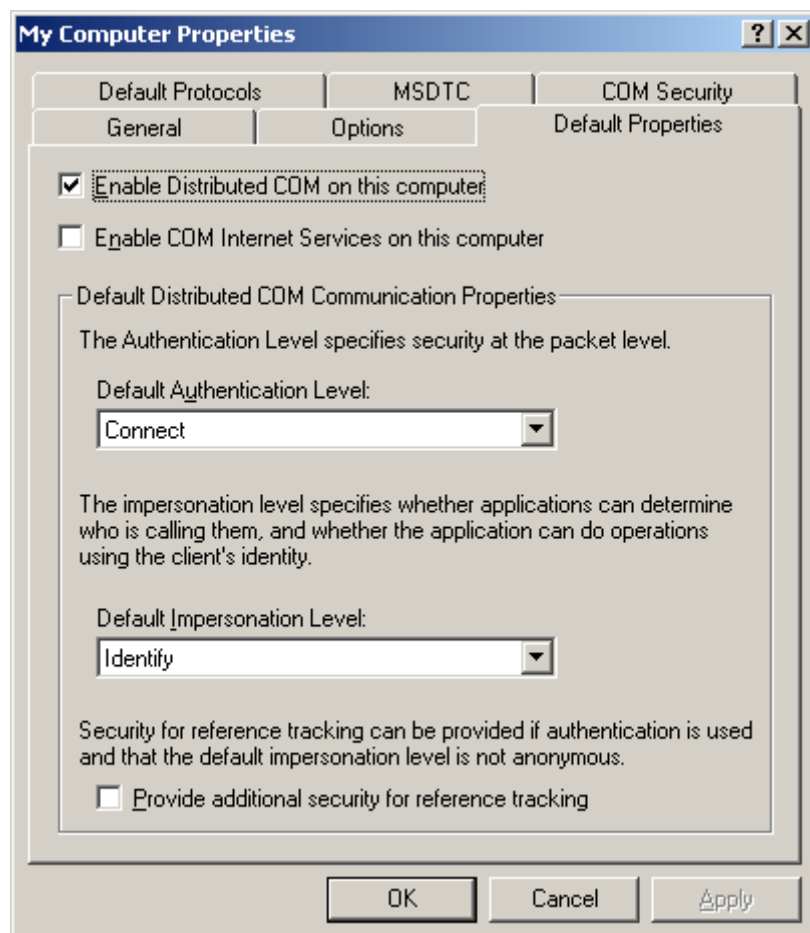 My Computer Properties
Default Protocols
MSDTC
COM Security
General
Options
Default Properties
Enable Distributed COM on this computer
Enable COM Internet Services on this computer
Default Distributed COM Communication Properties
The Authentication Level specifies security at the packet level.
Default Authentication Level:
Connect
The impersonation level specifies whether applications can determine
who is calling them, and whether the application can do operations
using the client's identity.
Default Impersonation Level:
Identify
Security for reference tracking can be provided if authentication is used
and that the default impersonation level is not anonymous.
Provide additional security for reference tracking
OK
Cancel
Apply